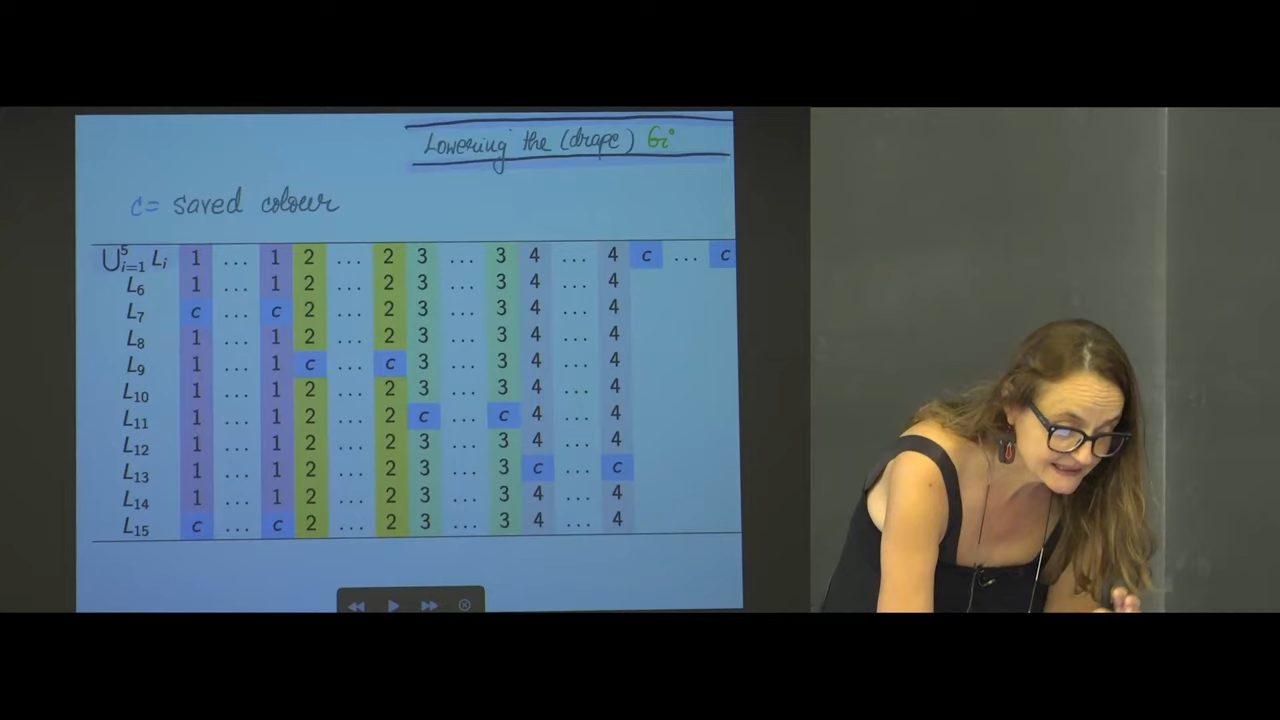 Lowering the (drape) Gi°
c = saved colour
⋃⁵ᵢ₌₁ Lᵢ 1 ... 1 2 ... 2 3 ... 3 4 ... 4 c ... c
L₆ 1 ... 1 2 ... 2 3 ... 3 4 ... 4
L₇ c ... c 2 ... 2 3 ... 3 4 ... 4
L₈ 1 ... 1 2 ... 2 3 ... 3 4 ... 4
L₉ 1 ... 1 c ... c 3 ... 3 4 ... 4
L₁₀ 1 ... 1 2 ... 2 3 ... 3 4 ... 4
L₁₁ 1 ... 1 2 ... 2 c ... c 4 ... 4
L₁₂ 1 ... 1 2 ... 2 3 ... 3 4 ... 4
L₁₃ 1 ... 1 2 ... 2 3 ... 3 c ... c
L₁₄ 1 ... 1 2 ... 2 3 ... 3 4 ... 4
L₁₅ c ... c 2 ... 2 3 ... 3 4 ... 4